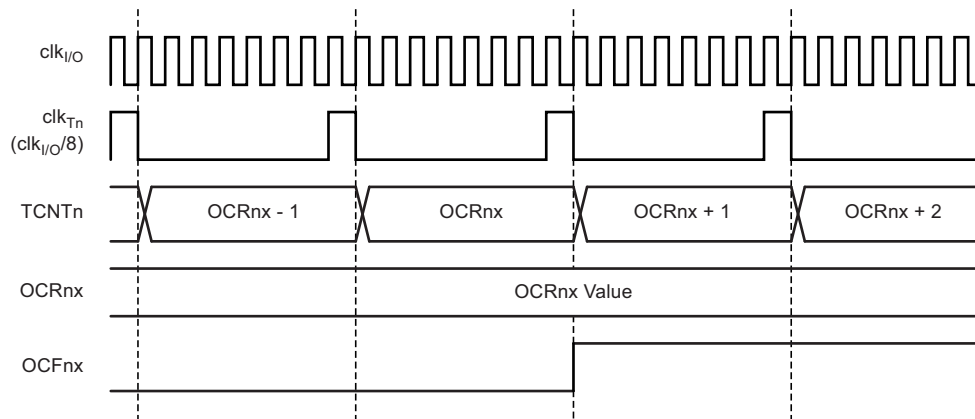 clkI/O
clkTn
(clkI/O/8)
TCNTn
OCRnx - 1
OCRnx
OCRnx + 1
OCRnx + 2
OCRnx
OCRnx Value
OCFnx